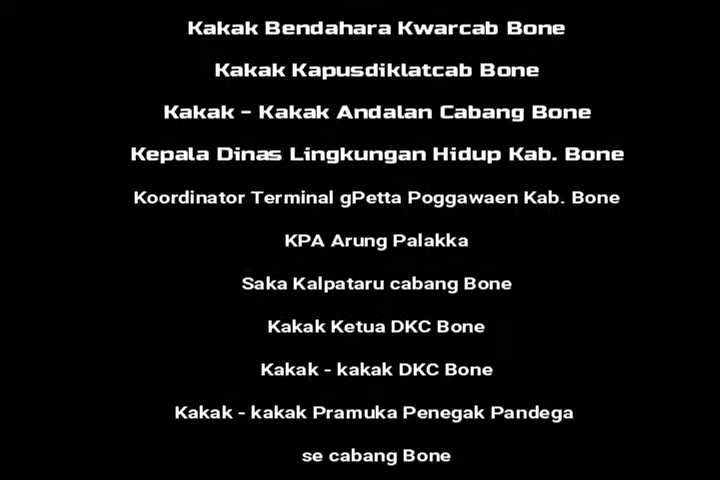 Kakak Bendahara Kwarcab Bone
Kakak Kapusdiklatcab Bone
Kakak - Kakak Andalan Cabang Bone
Kepala Dinas Lingkungan Hidup Kab. Bone
Koordinator Terminal gPetta Poggawaen Kab. Bone
KPA Arung Palakka
Saka Kalpataru cabang Bone
Kakak Ketua DKC Bone
Kakak - kakak DKC Bone
Kakak - kakak Pramuka Penegak Pandega
se cabang Bone